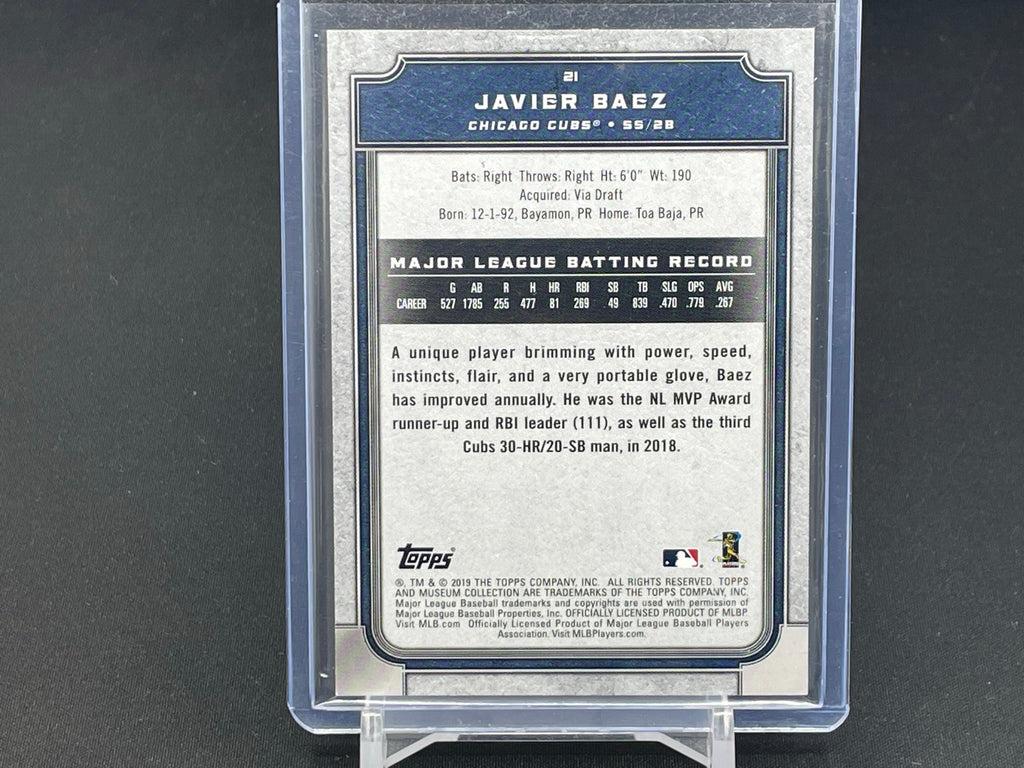 21
JAVIER BAEZ
CHICAGO CUBS® • SS/2B
Bats: Right Throws: Right Ht: 6'0" Wt: 190
Acquired: Via Draft
Born: 12-1-92, Bayamon, PR Home: Toa Baja, PR
MAJOR LEAGUE BATTING RECORD
G AB R H HR RBI SB TB SLG OPS AVG
CAREER 527 1785 255 477 81 269 49 839 .470 .779 .267
A unique player brimming with power, speed,
instincts, flair, and a very portable glove, Baez
has improved annually. He was the NL MVP Award
runner-up and RBI leader (111), as well as the third
Cubs 30-HR/20-SB man, in 2018.
topps®
®, TM & © 2019 THE TOPPS COMPANY, INC. ALL RIGHTS RESERVED. TOPPS
AND MUSEUM COLLECTION ARE TRADEMARKS OF THE TOPPS COMPANY, INC.
Major League Baseball trademarks and copyrights are used with permission of
Major League Baseball Properties, Inc. OFFICIALLY LICENSED PRODUCT OF MLBP.
Visit MLB.com Officially Licensed Product of Major League Baseball Players
Association. Visit MLBPlayers.com.